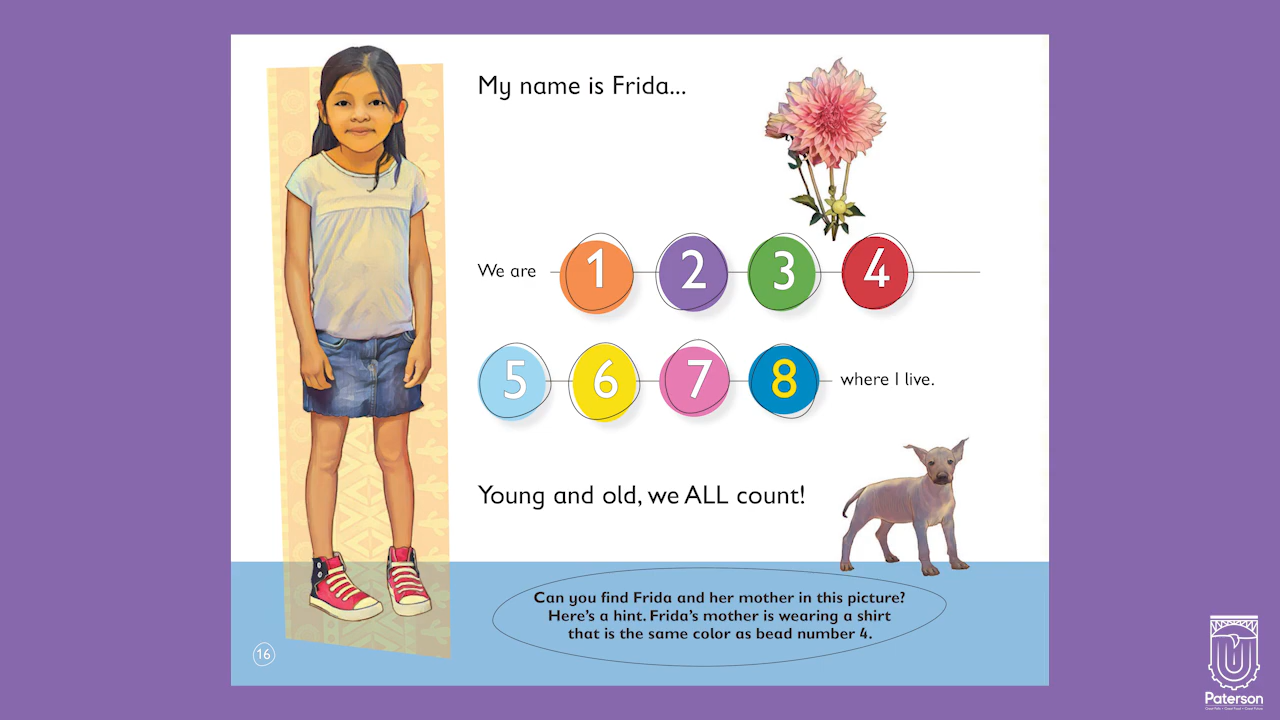 My name is Frida...
We are 1 2 3 4
5 6 7 8 where I live.
Young and old, we ALL count!
Can you find Frida and her mother in this picture?
Here's a hint. Frida's mother is wearing a shirt
that is the same color as bead number 4.
16
Paterson